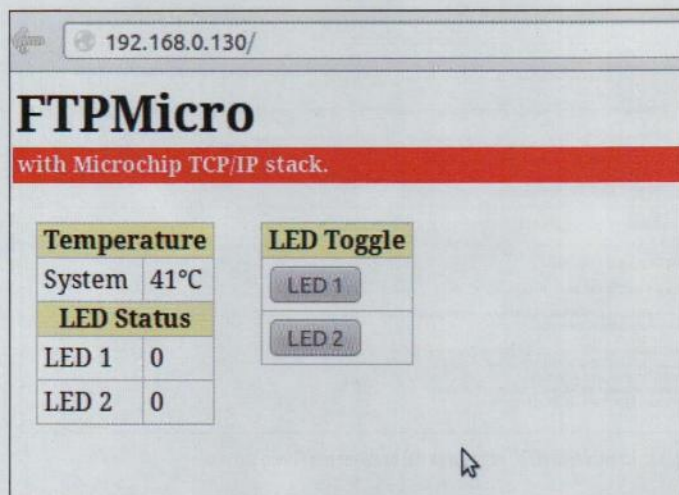 192.168.0.130/
FTPMicro
with Microchip TCP/IP stack.
Temperature
System 41°C
LED Status
LED 1 0
LED 2 0
LED Toggle
LED 1
LED 2